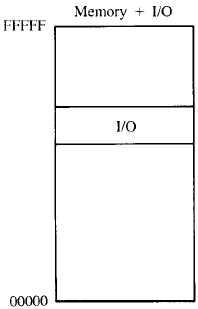 Memory + I/O
FFFFF
I/O
00000